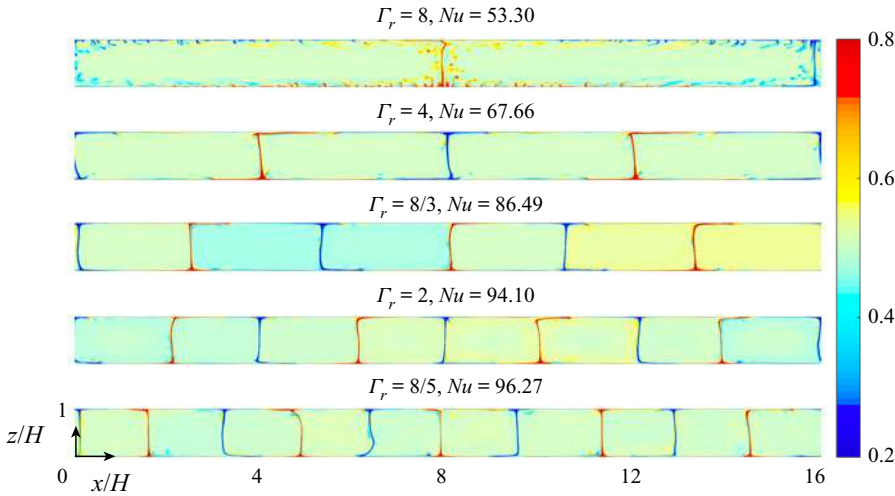 Γr = 8, Nu = 53.30
0.8
Γr = 4, Nu = 67.66
0.6
Γr = 8/3, Nu = 86.49
Γr = 2, Nu = 94.10
0.4
Γr = 8/5, Nu = 96.27
1
z/H
0.2
0 4 8 12 16
x/H